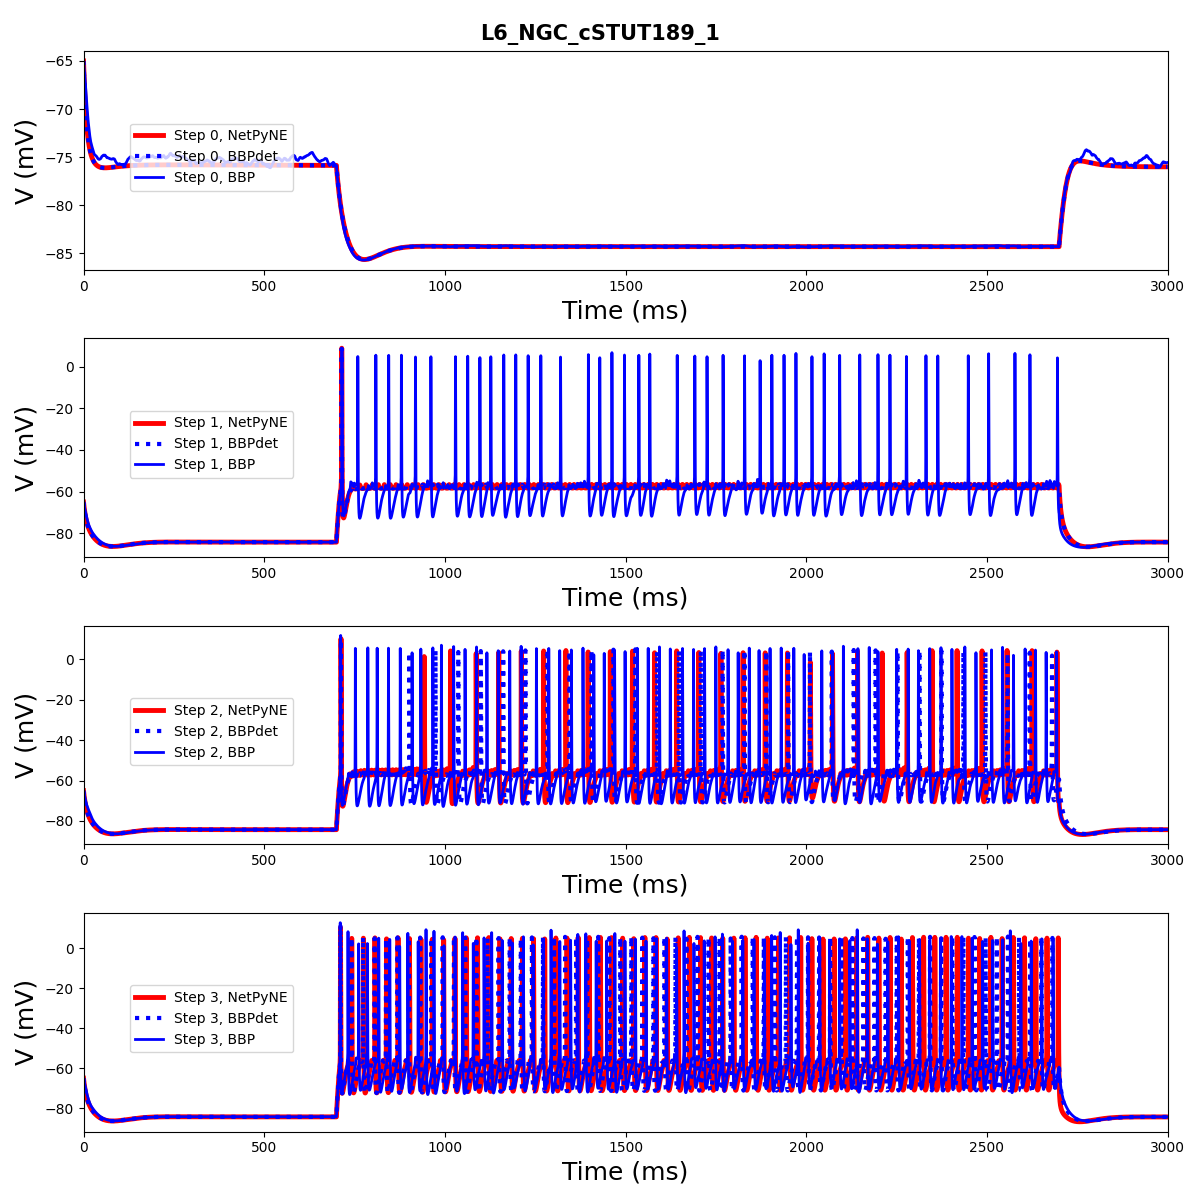 L6_NGC_cSTUT189_1
V (mV)
−65
−70
−75
−80
−85
Step 0, NetPyNE
Step 0, BBPdet
Step 0, BBP
0 500 1000 1500 2000 2500 3000
Time (ms)
V (mV)
0
−20
−40
−60
−80
Step 1, NetPyNE
Step 1, BBPdet
Step 1, BBP
0 500 1000 1500 2000 2500 3000
Time (ms)
V (mV)
0
−20
−40
−60
−80
Step 2, NetPyNE
Step 2, BBPdet
Step 2, BBP
0 500 1000 1500 2000 2500 3000
Time (ms)
V (mV)
0
−20
−40
−60
−80
Step 3, NetPyNE
Step 3, BBPdet
Step 3, BBP
0 500 1000 1500 2000 2500 3000
Time (ms)